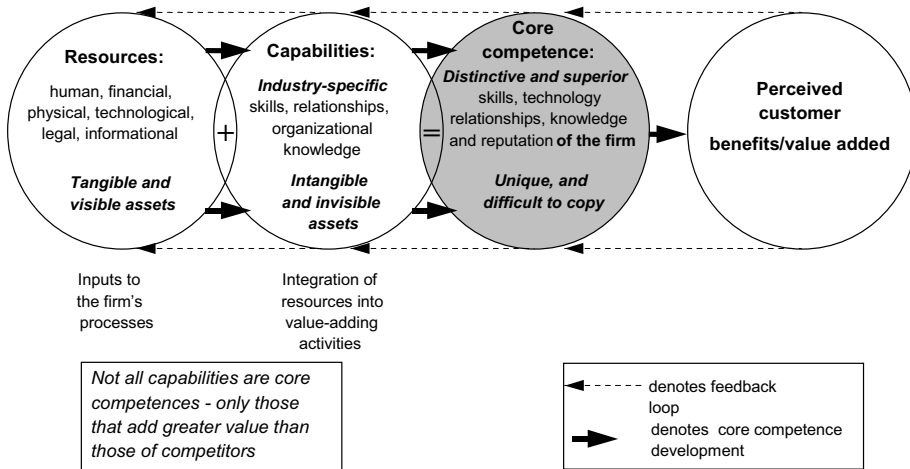 Resources:
human, financial,
physical, technological,
legal, informational
Tangible and
visible assets
+
Capabilities:
Industry-specific
skills, relationships,
organizational
knowledge
Intangible
and invisible
assets
=
Core
competence:
Distinctive and superior
skills, technology
relationships, knowledge
and reputation of the firm
Unique, and
difficult to copy
Perceived
customer
benefits/value added
Inputs to
the firm's
processes
Integration of
resources into
value-adding
activities
Not all capabilities are core
competences - only those
that add greater value than
those of competitors
denotes feedback
loop
denotes core competence
development